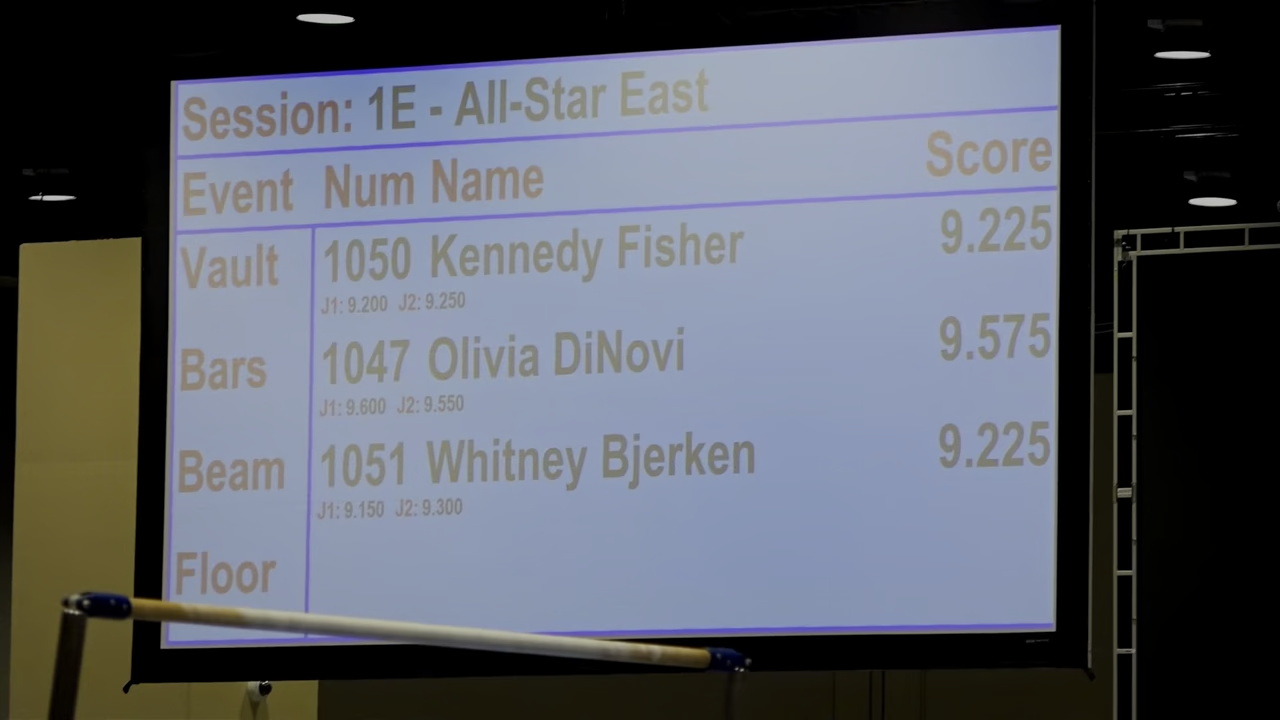 Session: 1E - All-Star East
Event Num Name Score
Vault 1050 Kennedy Fisher 9.225
J1: 9.200 J2: 9.250
Bars 1047 Olivia DiNovi 9.575
J1: 9.600 J2: 9.550
Beam 1051 Whitney Bjerken 9.225
J1: 9.150 J2: 9.300
Floor